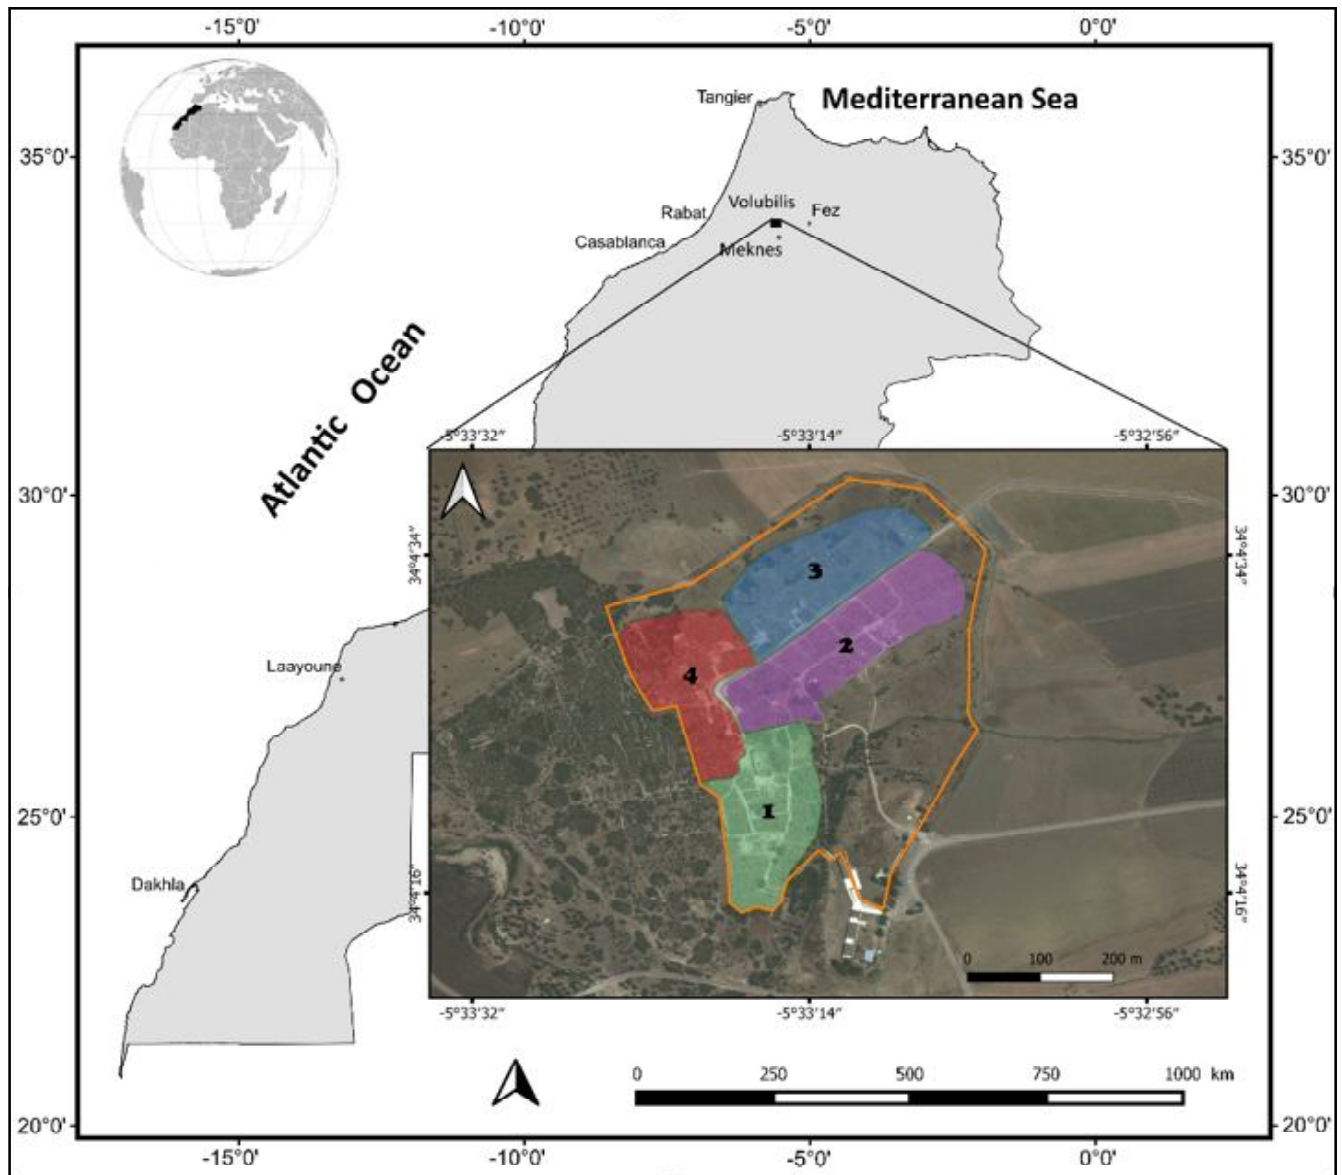 -15°0' -10°0' -5°0' 0°0'
Mediterranean Sea
Tangier
35°0' 35°0'
Volubilis
Rabat Fez
Casablanca
Meknes
Atlantic Ocean
-5°33'32" -5°33'14" -5°32'56"
30°0' 30°0'
34°4'34" 34°4'34"
3
2
4
Laayoune
1
25°0' 25°0'
Dakhla
34°4'16" 34°4'16"
0 100 200 m
-5°33'32" -5°33'14" -5°32'56"
0 250 500 750 1000 km
20°0' 20°0'
-15°0' -10°0' -5°0' 0°0'